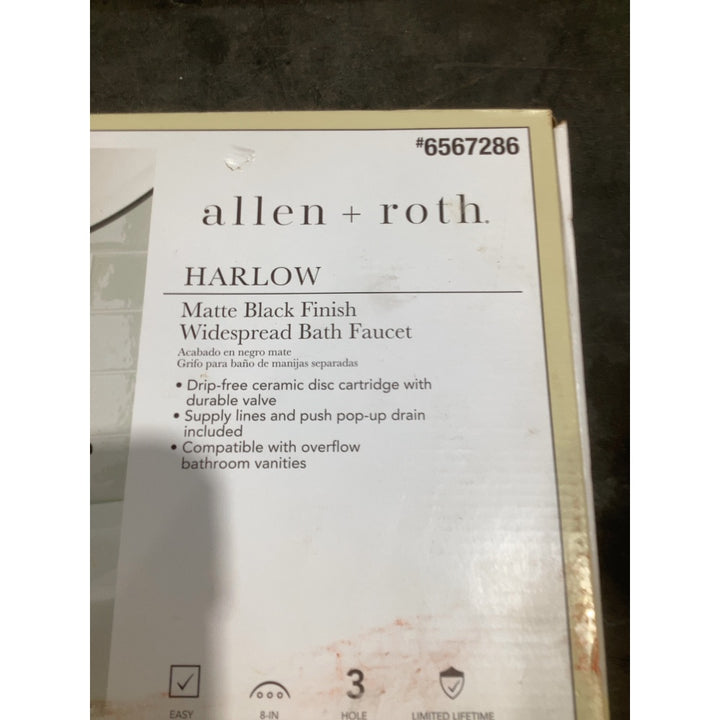 #6567286
allen + roth.
HARLOW
Matte Black Finish
Widespread Bath Faucet
Acabado en negro mate
Grifo para baño de manijas separadas
• Drip-free ceramic disc cartridge with
durable valve
• Supply lines and push pop-up drain
included
• Compatible with overflow
bathroom vanities
3
EASY
8-IN
HOLE
LIMITED LIFETIME